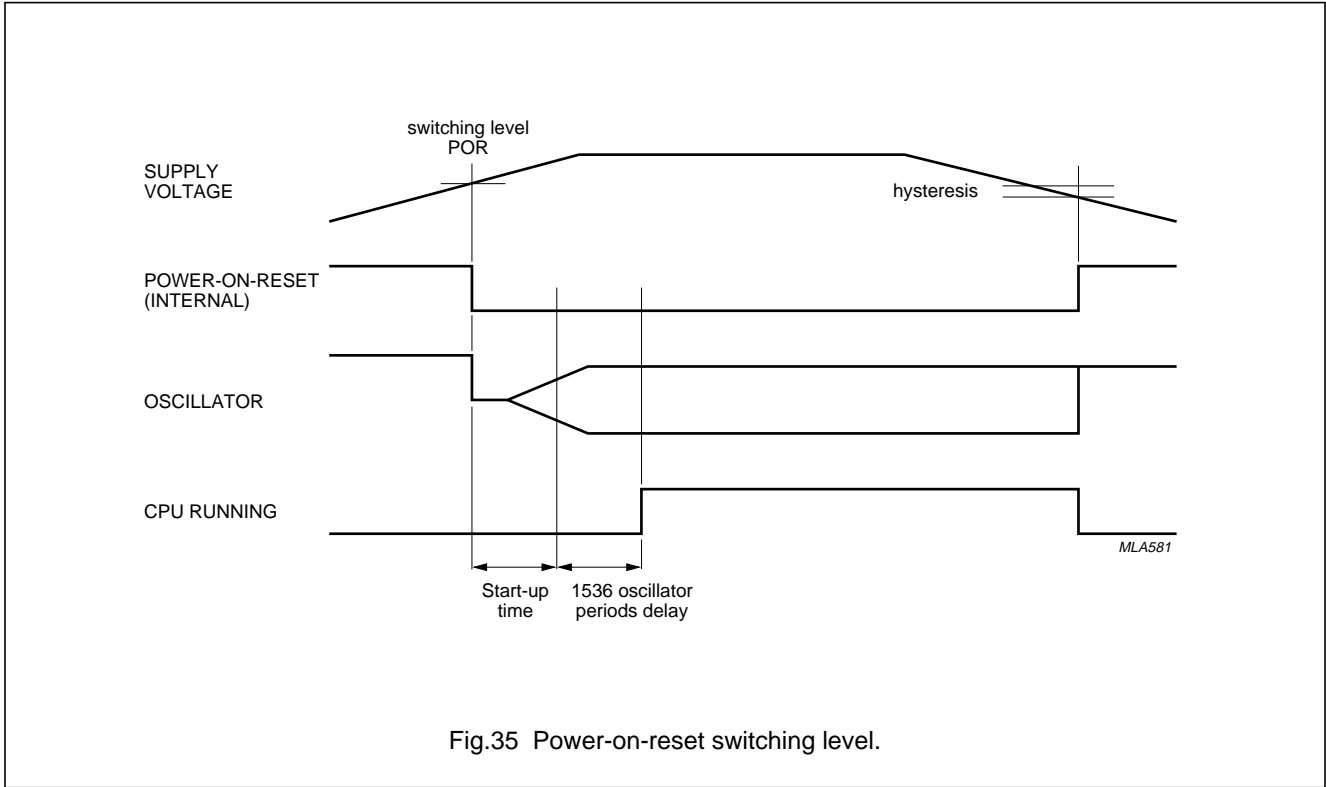 switching level
POR
SUPPLY
VOLTAGE
hysteresis
POWER-ON-RESET
(INTERNAL)
OSCILLATOR
CPU RUNNING
MLA581
Start-up
time
1536 oscillator
periods delay
Fig.35 Power-on-reset switching level.